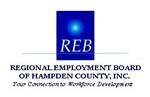 REB
REGIONAL EMPLOYMENT BOARD
OF HAMPDEN COUNTY, INC.
Your Connection to Workforce Development